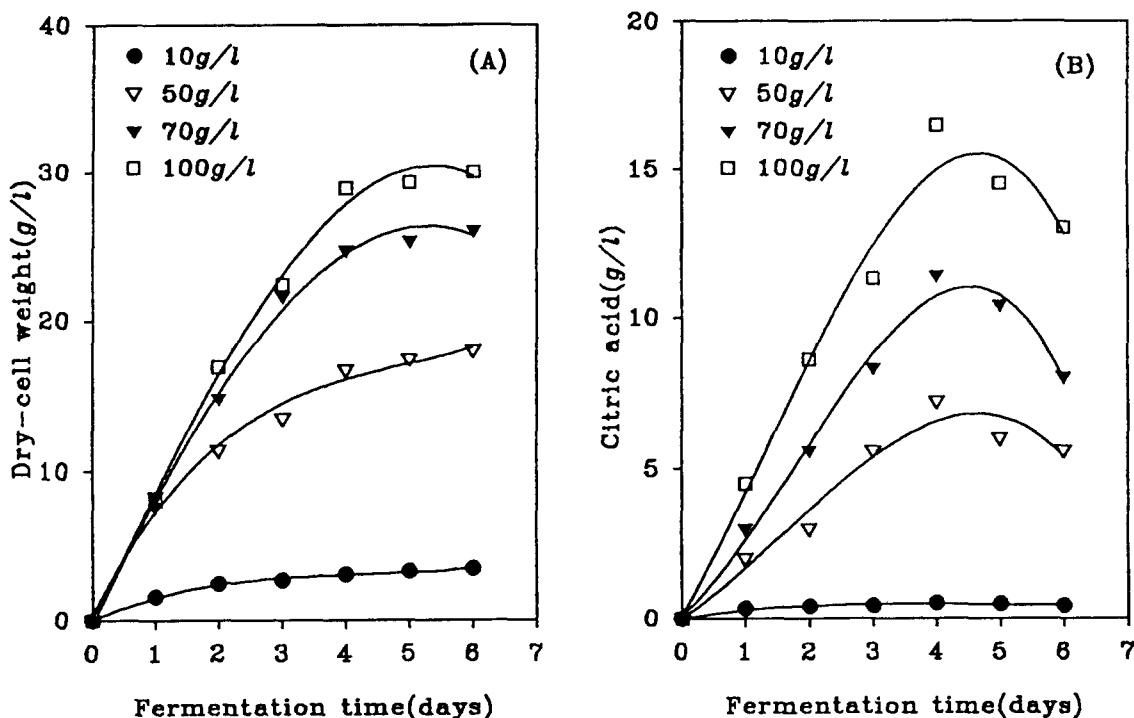 40
30
20
10
0
Dry-cell weight(g/l)
10g/l
50g/l
70g/l
100g/l
(A)
0 1 2 3 4 5 6 7
Fermentation time(days)
20
15
10
5
0
Citric acid(g/l)
10g/l
50g/l
70g/l
100g/l
(B)
0 1 2 3 4 5 6 7
Fermentation time(days)